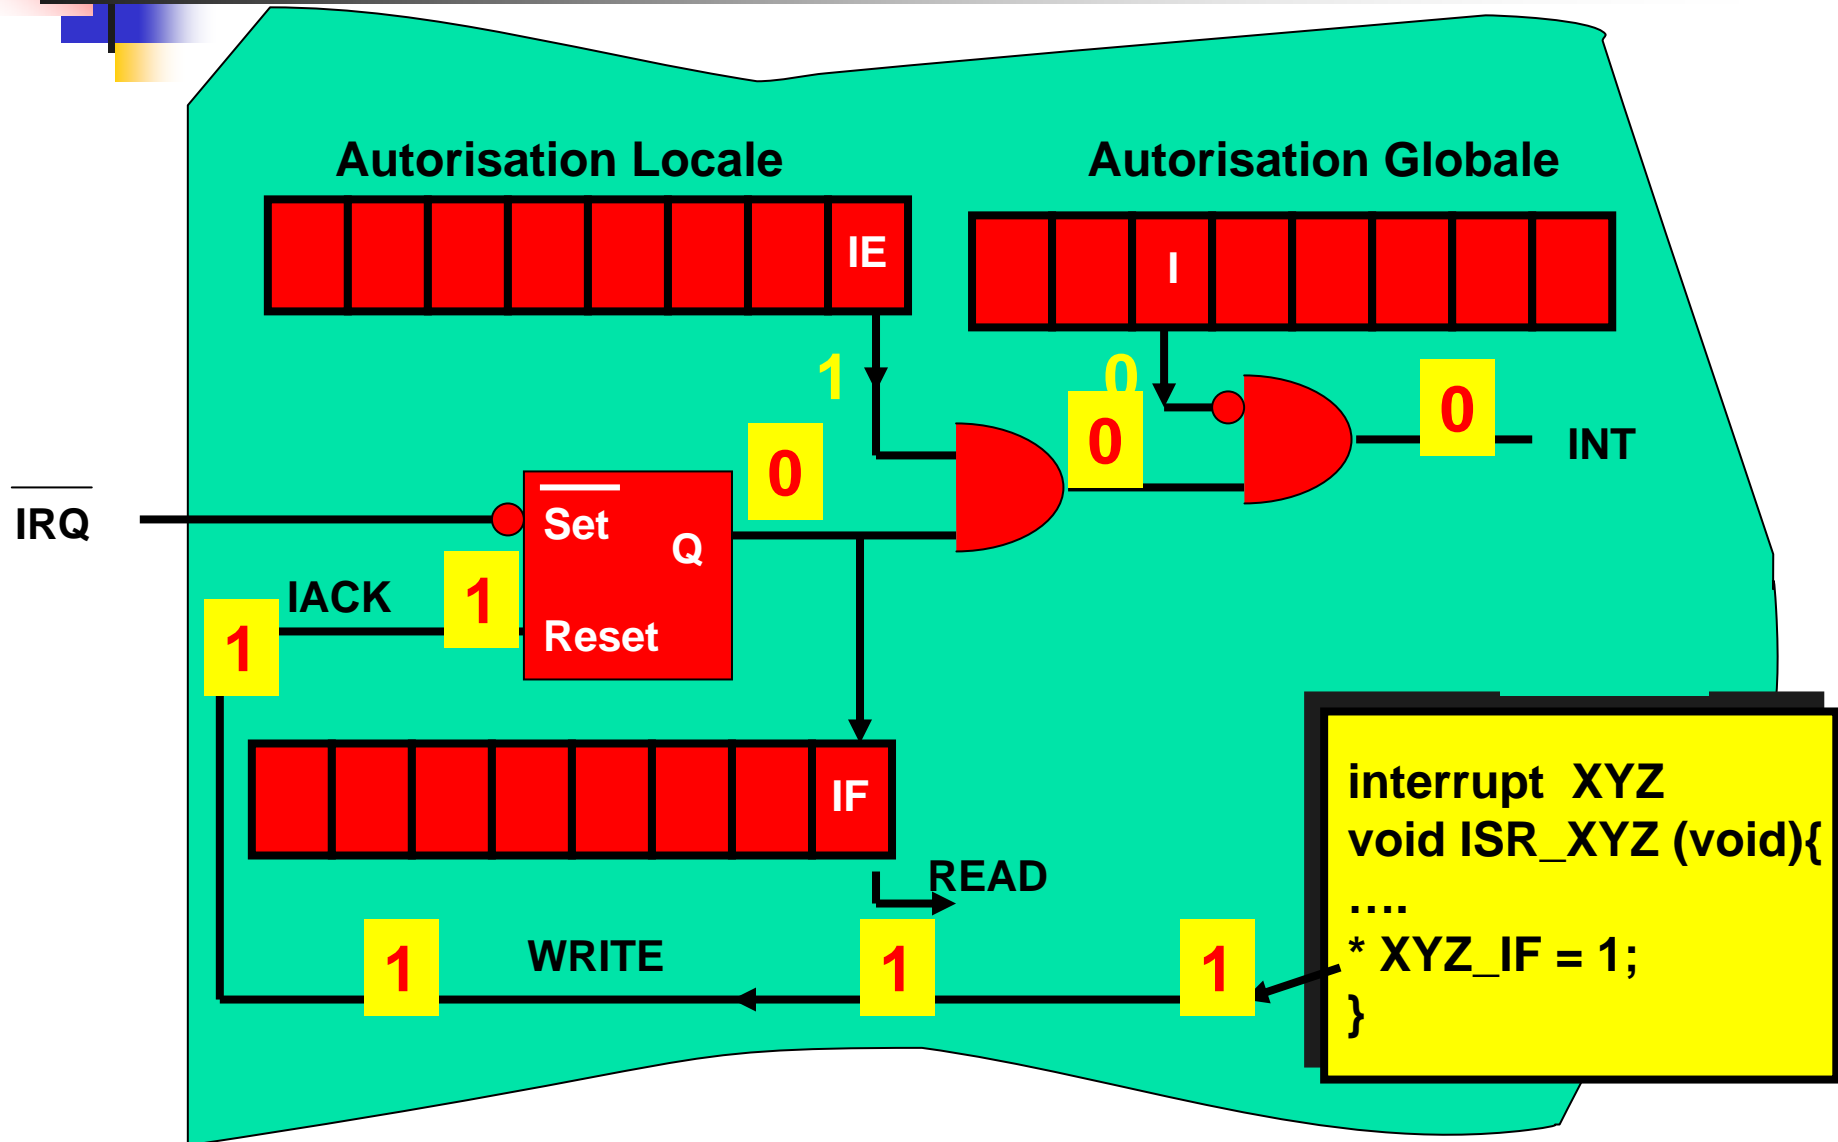 Autorisation Locale
Autorisation Globale
IE
I
1
0
0
0
0
INT
IRQ
Set
Q
IACK
1
Reset
1
IF
READ
WRITE
1
1
1
interrupt XYZ
void ISR_XYZ (void){
....
* XYZ_IF = 1;
}